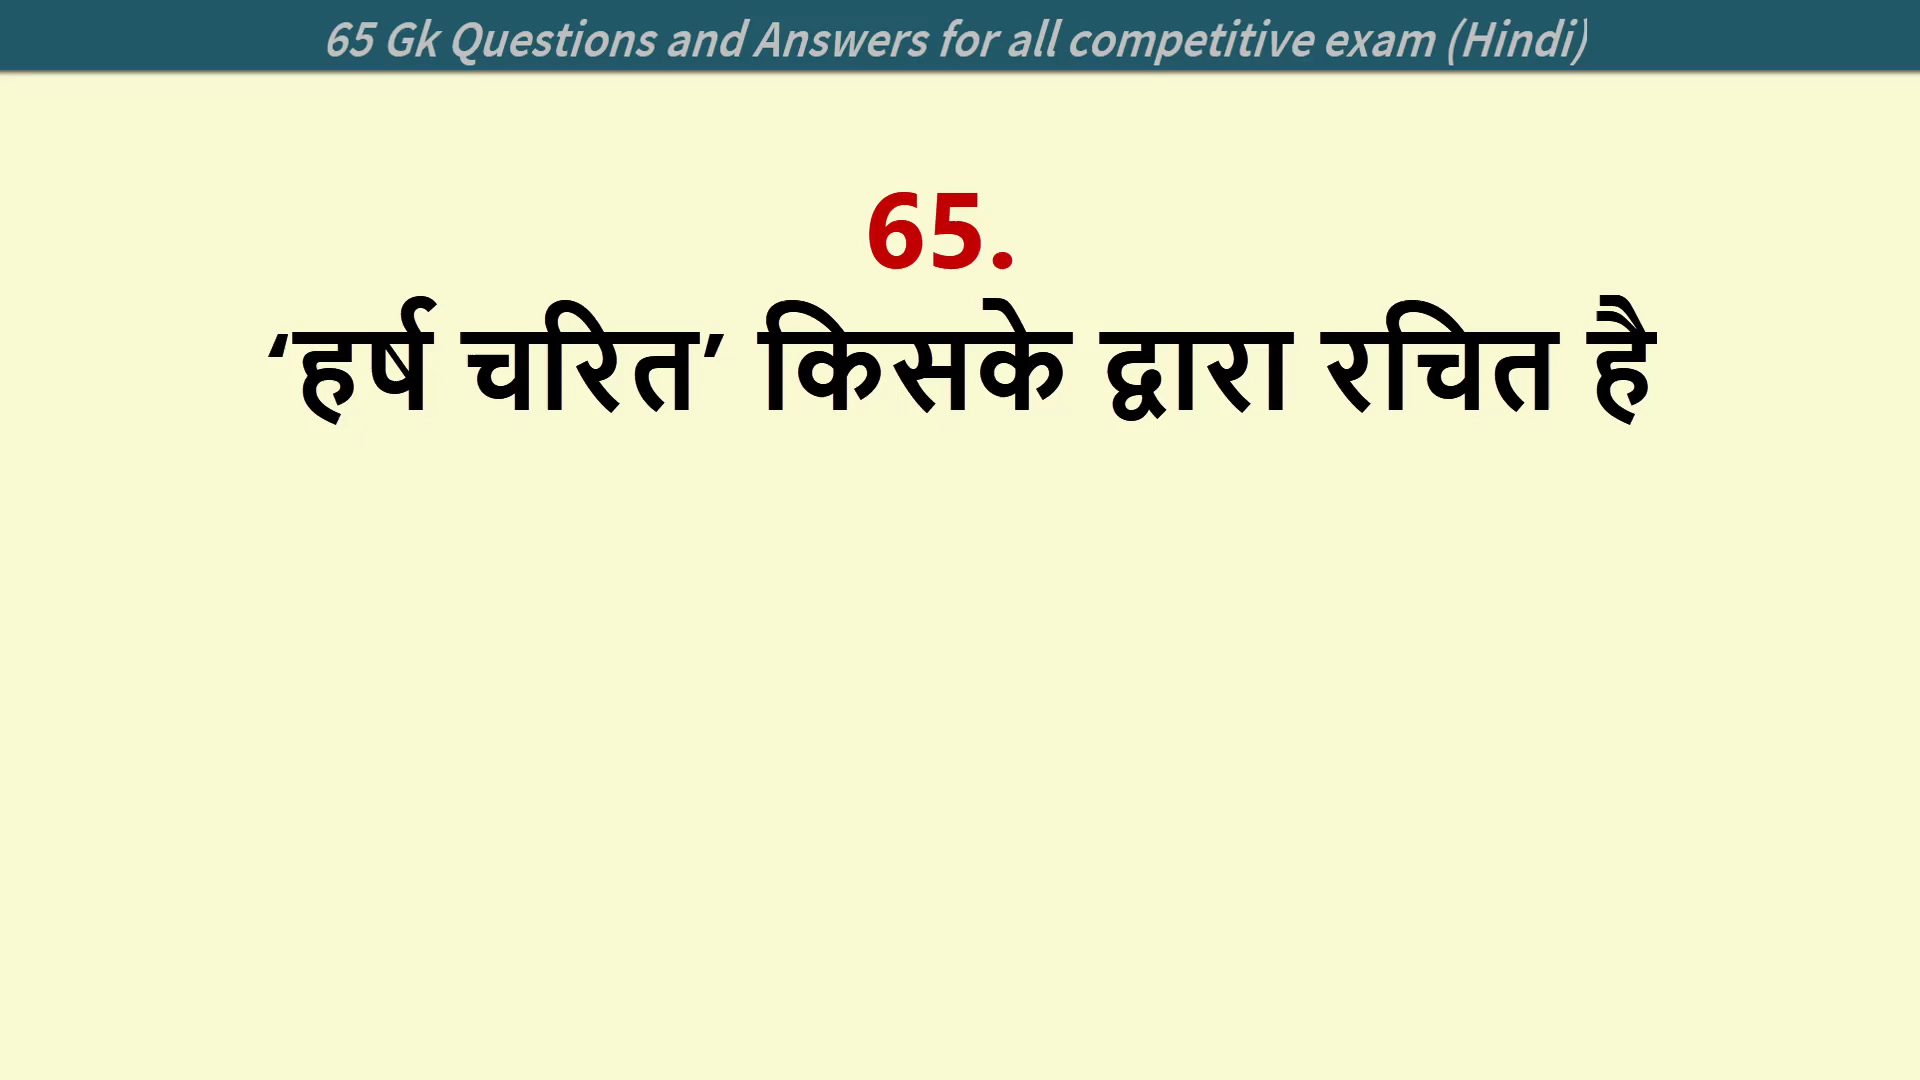 65 Gk Questions and Answers for all competitive exam (Hindi)
65.
‘हर्ष चरित’ किसके द्वारा रचित है